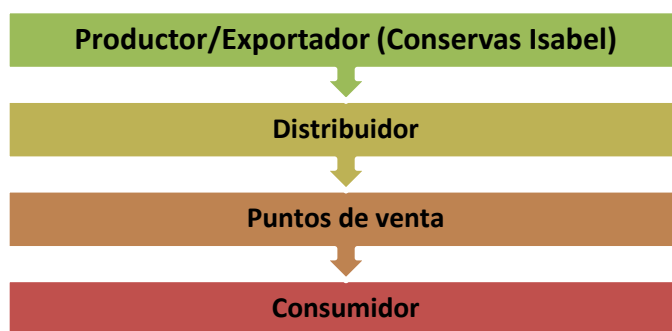 Productor/Exportador (Conservas Isabel)
Distribuidor
Puntos de venta
Consumidor